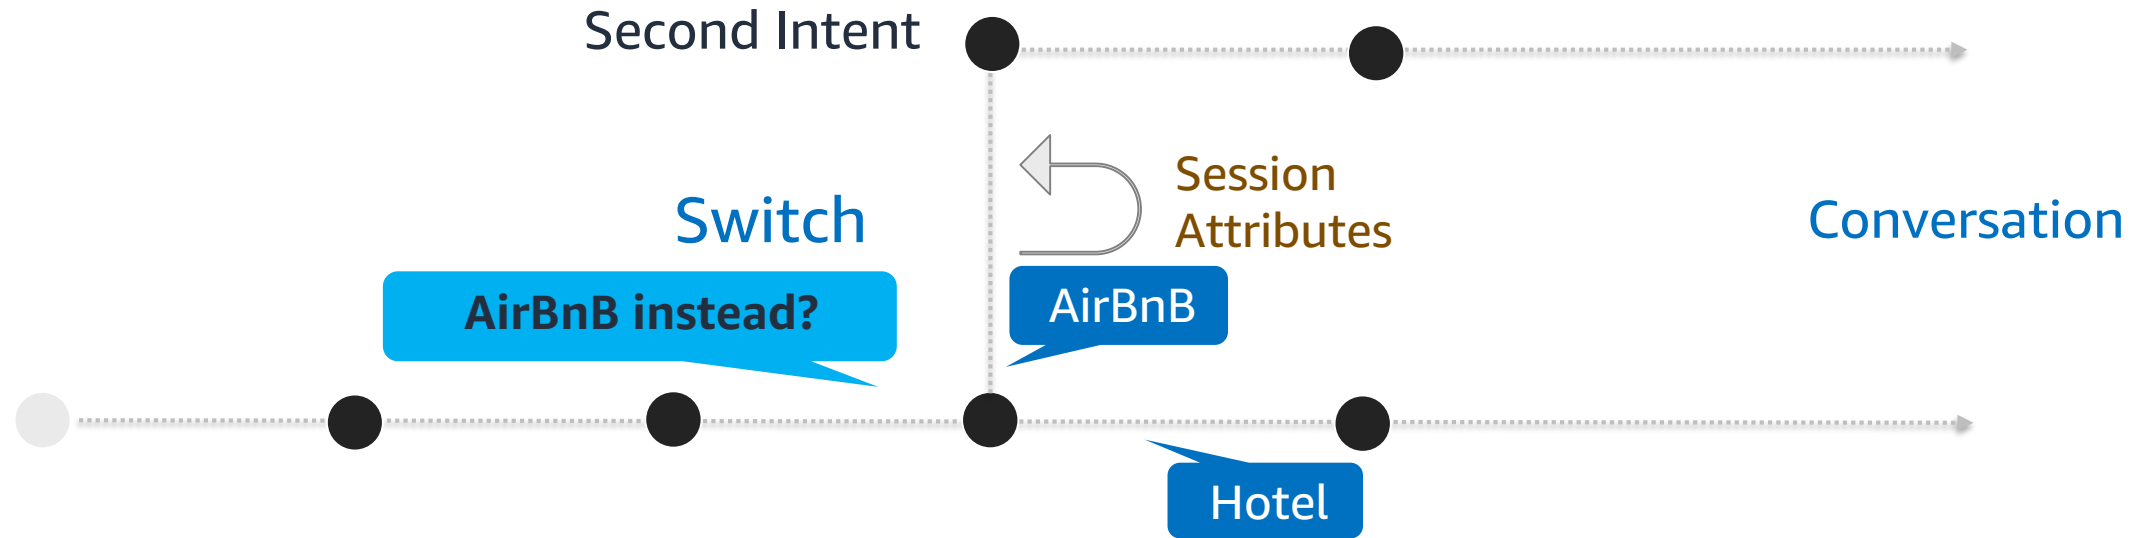 Second Intent
Session
Attributes
Switch
Conversation
AirBnB instead?
AirBnB
Hotel